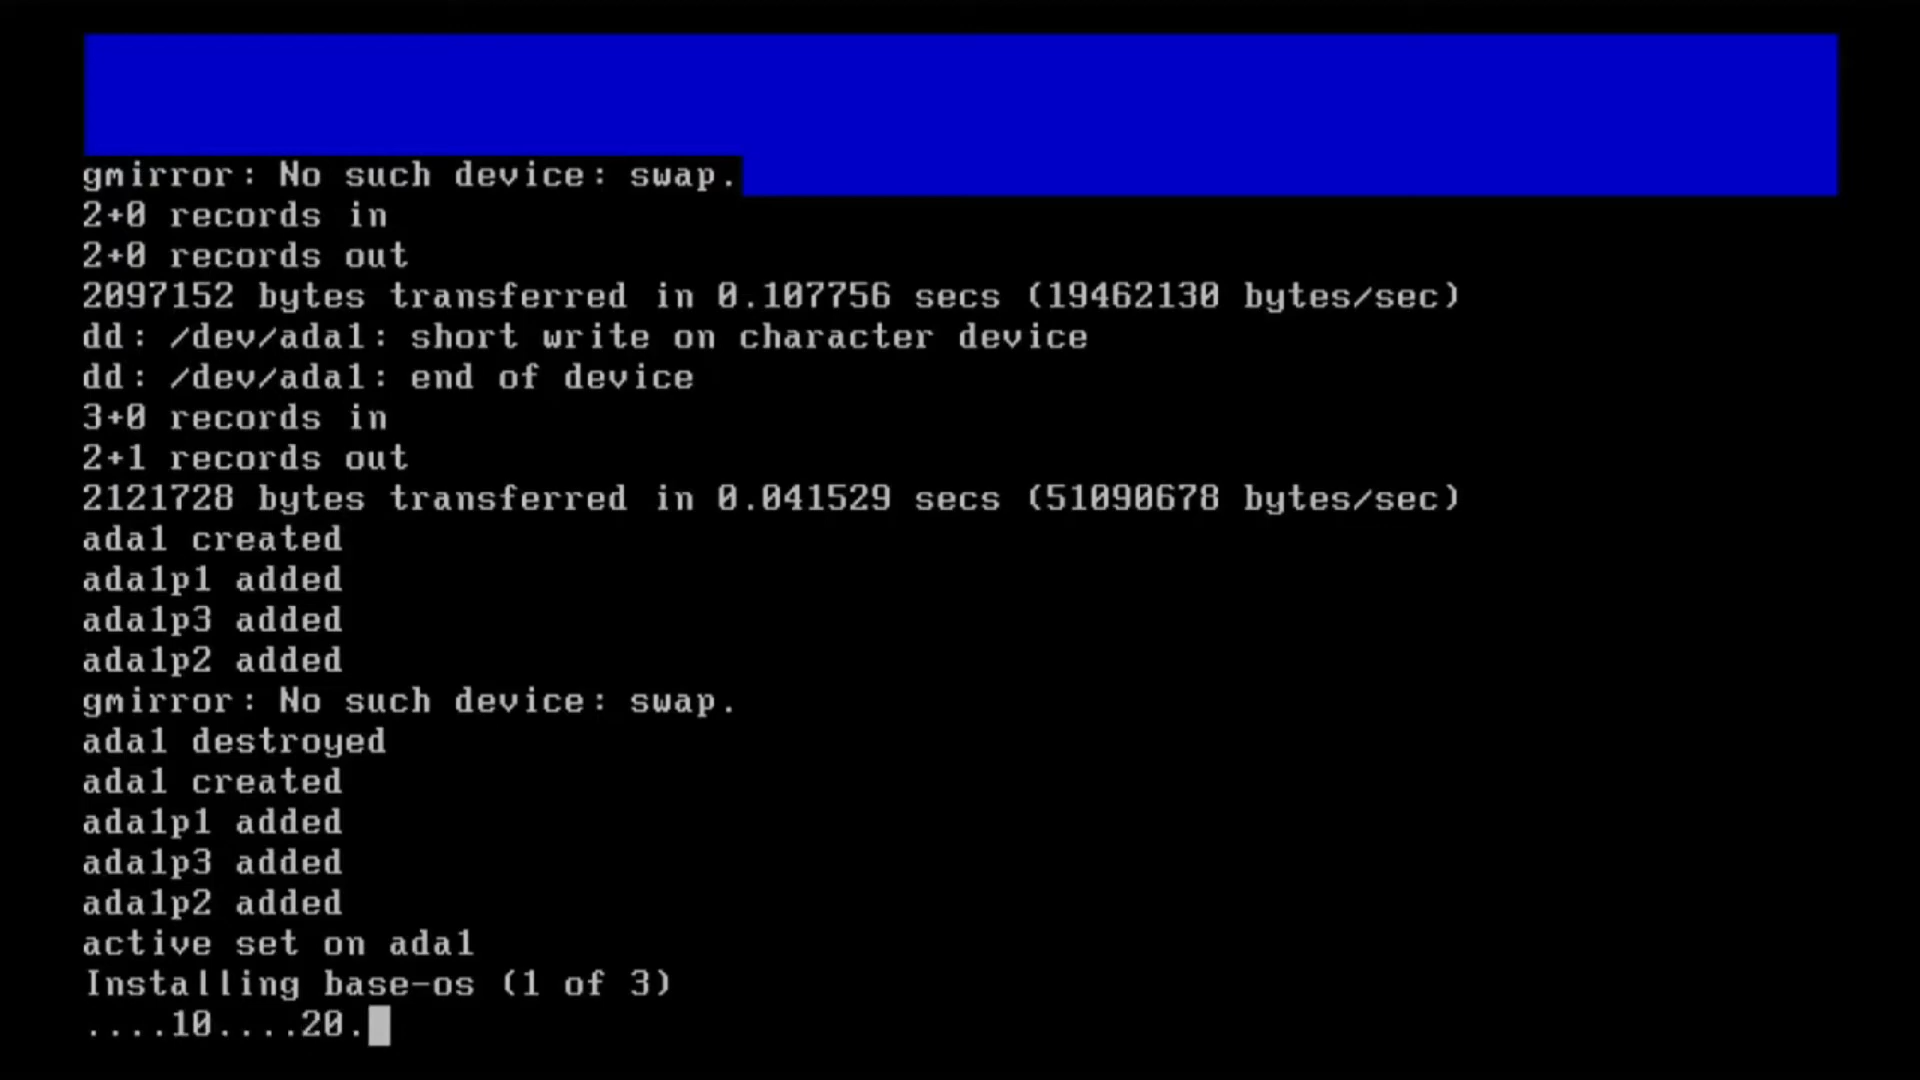 gmirror: No such device: swap.
2+0 records in
2+0 records out
2097152 bytes transferred in 0.107756 secs (19462130 bytes/sec)
dd: /dev/ada1: short write on character device
dd: /dev/ada1: end of device
3+0 records in
2+1 records out
2121728 bytes transferred in 0.041529 secs (51090678 bytes/sec)
ada1 created
ada1p1 added
ada1p3 added
ada1p2 added
gmirror: No such device: swap.
ada1 destroyed
ada1 created
ada1p1 added
ada1p3 added
ada1p2 added
active set on ada1
Installing base-os (1 of 3)
....10....20.